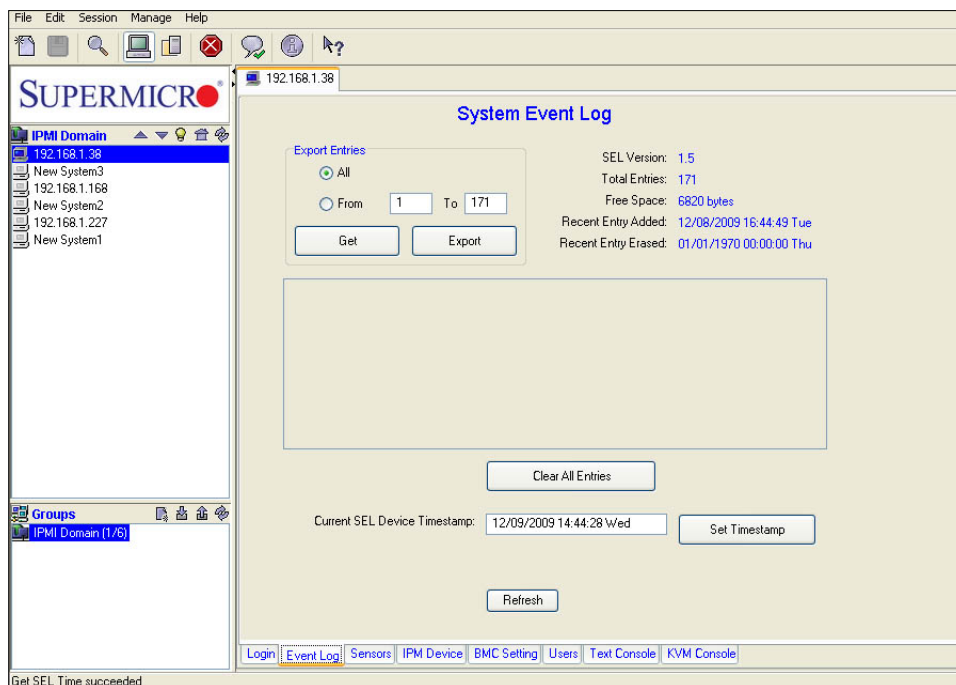 File Edit Session Manage Help
SUPERMICRO
IPMI Domain
192.168.1.38
New System3
192.168.1.168
New System2
192.168.1.227
New System1
Groups
IPMI Domain (1/6)
192.168.1.38
System Event Log
Export Entries
All
From 1 To 171
Get Export
SEL Version: 1.5
Total Entries: 171
Free Space: 6820 bytes
Recent Entry Added: 12/08/2009 16:44:49 Tue
Recent Entry Erased: 01/01/1970 00:00:00 Thu
Clear All Entries
Current SEL Device Timestamp: 12/09/2009 14:44:28 Wed Set Timestamp
Refresh
Login Event Log Sensors IPM Device BMC Setting Users Text Console KVM Console
Get SEL Time succeeded